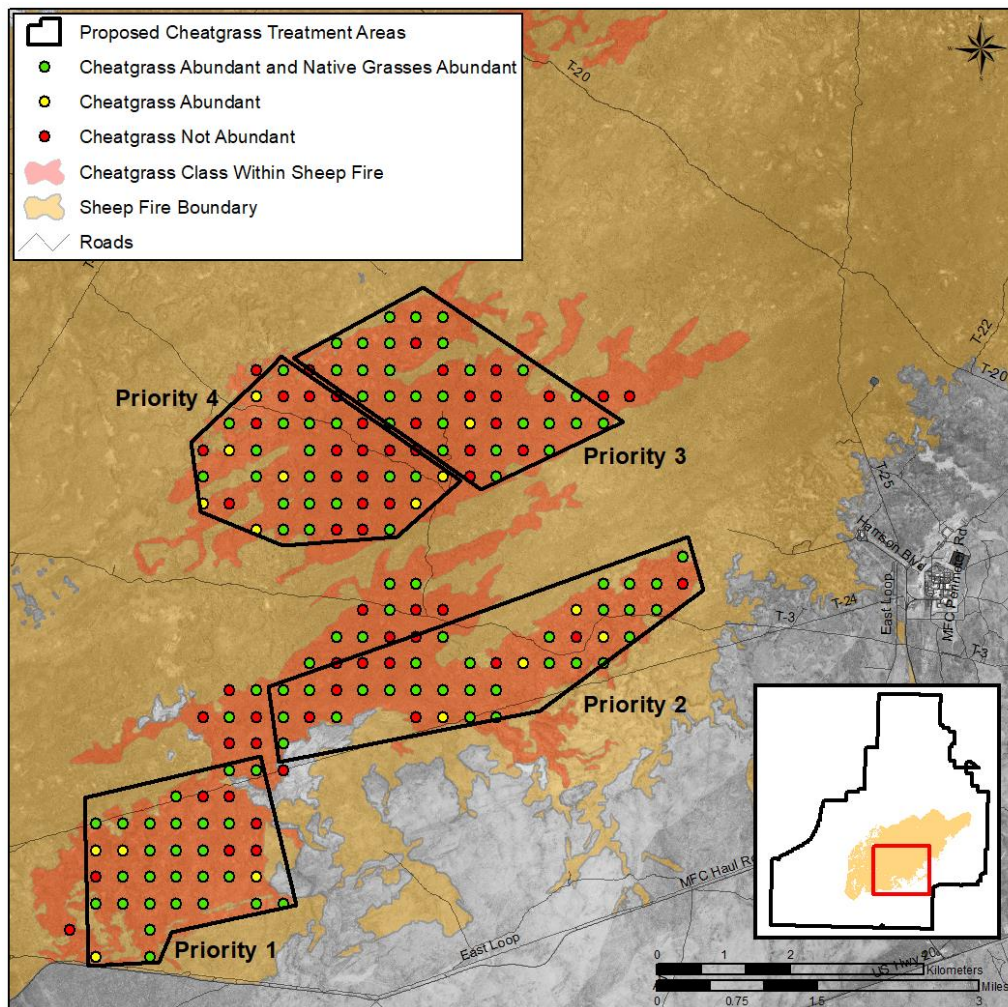 Proposed Cheatgrass Treatment Areas
Cheatgrass Abundant and Native Grasses Abundant
Cheatgrass Abundant
Cheatgrass Not Abundant
Cheatgrass Class Within Sheep Fire
Sheep Fire Boundary
Roads
T-20
T-
T-22
T-20
Priority 4
Priority 3
T-25
Harrison Blvd
MFC Perimeter Rd
East Loop
T-24
T-3
T-3
Priority 2
MFC Haul R
Priority 1
East Loop
US Hwy 20
0 1 2 4
Kilometers
0 0.75 1.5 3
Miles